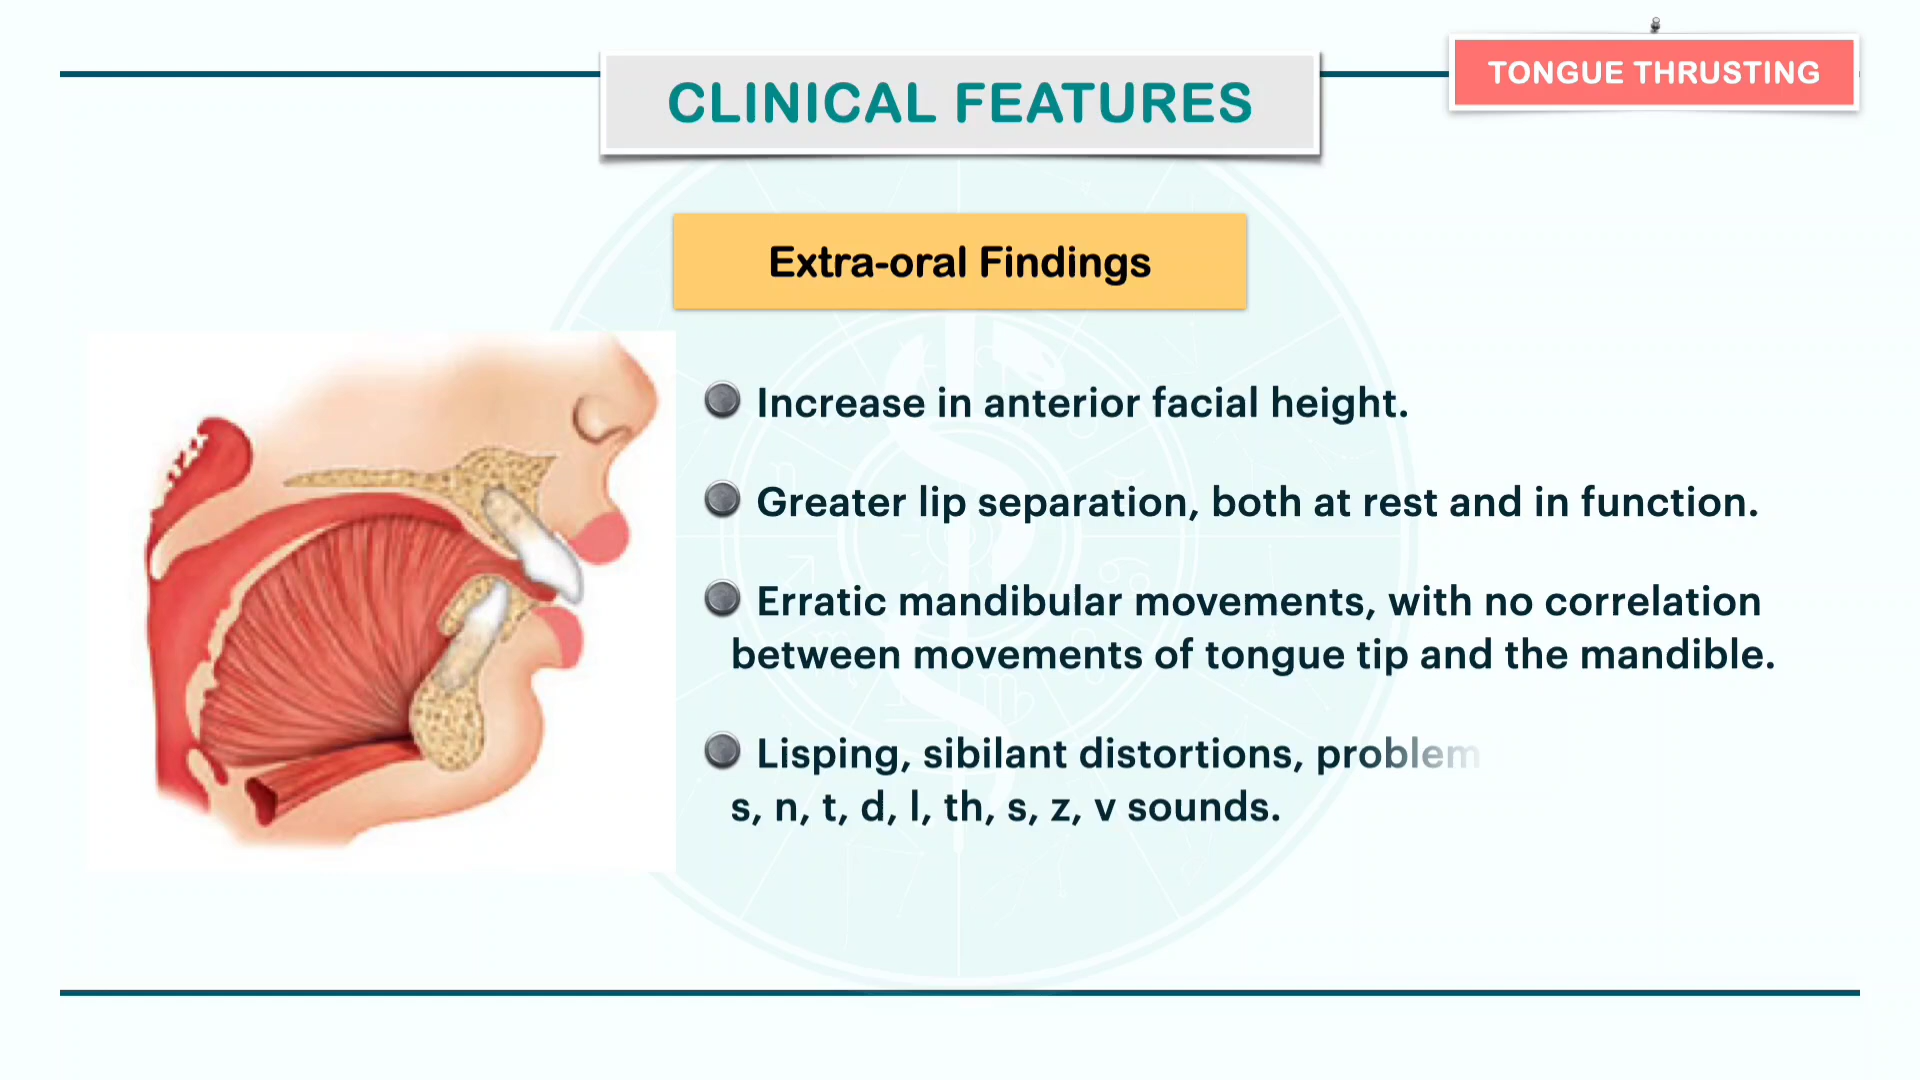 TONGUE THRUSTING
CLINICAL FEATURES
Extra-oral Findings
Increase in anterior facial height.
Greater lip separation, both at rest and in function.
Erratic mandibular movements, with no correlation
between movements of tongue tip and the mandible.
Lisping, sibilant distortions, problem
s, n, t, d, l, th, s, z, v sounds.